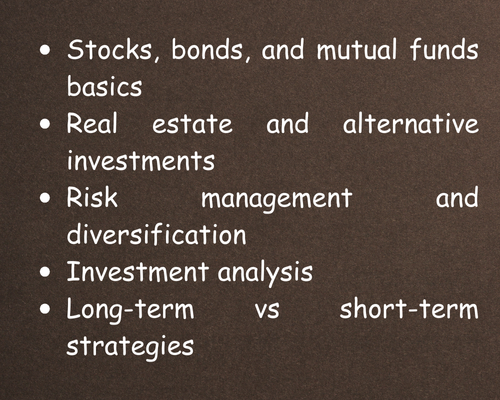 • Stocks, bonds, and mutual funds
basics
• Real estate and alternative
investments
• Risk management and
diversification
• Investment analysis
• Long-term vs short-term
strategies